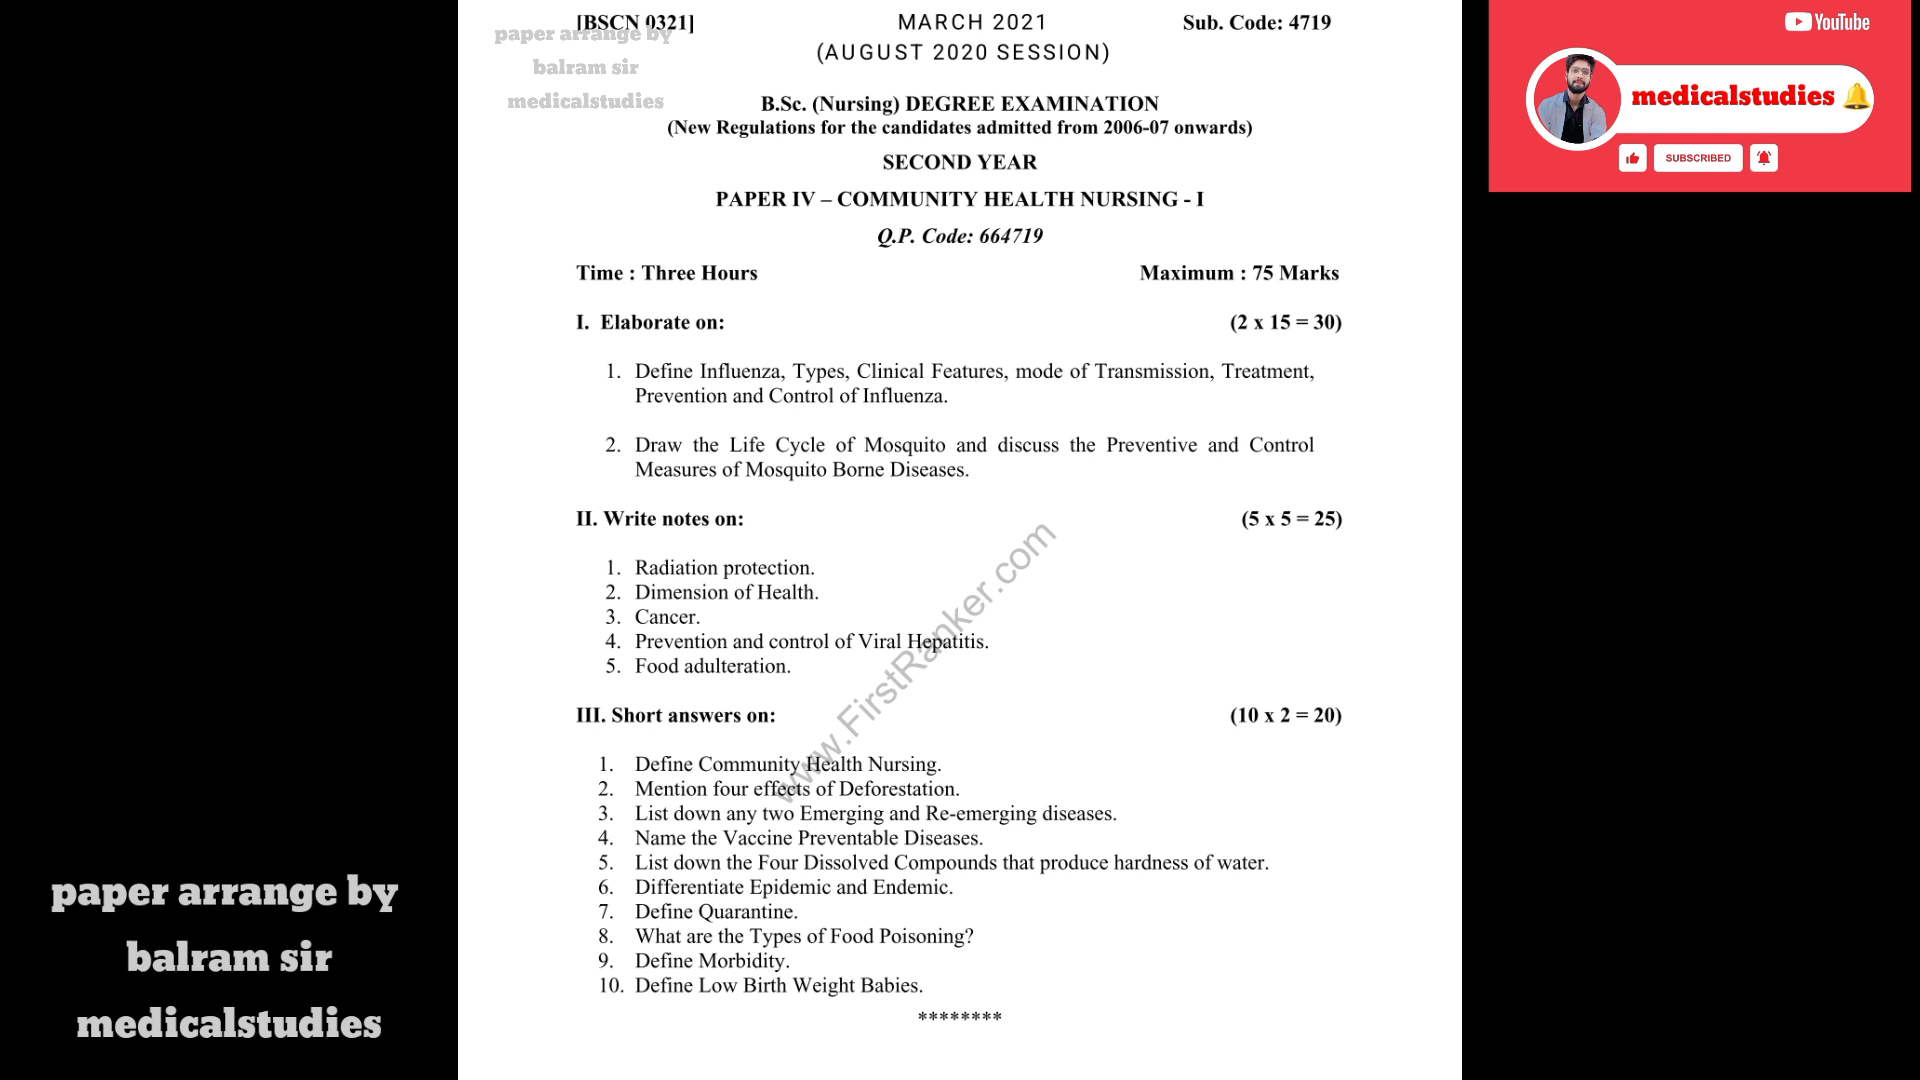 [BSCN 0321]
MARCH 2021
Sub. Code: 4719
(AUGUST 2020 SESSION)
paper arrange by
balram sir
medicalstudies
B.Sc. (Nursing) DEGREE EXAMINATION
(New Regulations for the candidates admitted from 2006-07 onwards)
SECOND YEAR
PAPER IV – COMMUNITY HEALTH NURSING - I
Q.P. Code: 664719
Time : Three Hours
Maximum : 75 Marks
I. Elaborate on:
(2 x 15 = 30)
1. Define Influenza, Types, Clinical Features, mode of Transmission, Treatment,
Prevention and Control of Influenza.
2. Draw the Life Cycle of Mosquito and discuss the Preventive and Control
Measures of Mosquito Borne Diseases.
II. Write notes on:
(5 x 5 = 25)
1. Radiation protection.
2. Dimension of Health.
3. Cancer.
4. Prevention and control of Viral Hepatitis.
5. Food adulteration.
III. Short answers on:
(10 x 2 = 20)
1. Define Community Health Nursing.
2. Mention four effects of Deforestation.
3. List down any two Emerging and Re-emerging diseases.
4. Name the Vaccine Preventable Diseases.
5. List down the Four Dissolved Compounds that produce hardness of water.
6. Differentiate Epidemic and Endemic.
7. Define Quarantine.
8. What are the Types of Food Poisoning?
9. Define Morbidity.
10. Define Low Birth Weight Babies.
********
www.FirstRanker.com
YouTube
medicalstudies
SUBSCRIBED
paper arrange by
balram sir
medicalstudies